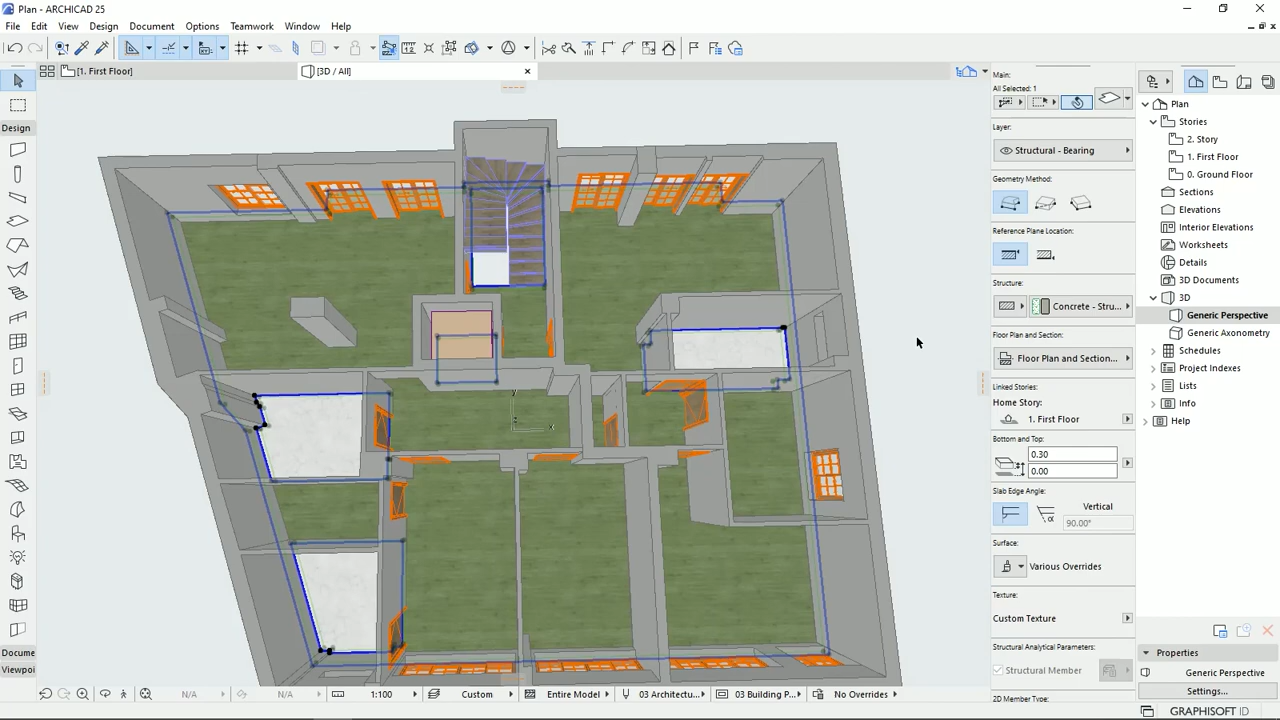 Plan - ARCHICAD 25
File Edit View Design Document Options Teamwork Window Help
[1. First Floor]
[3D / All]
Main:
All Selected: 1
Design
Layer:
Structural - Bearing
Geometry Method:
Reference Plane Location:
Structure:
Concrete - Stru...
Floor Plan and Section:
Floor Plan and Section...
Linked Stories:
Home Story:
1. First Floor
Bottom and Top:
0.30
0.00
Slab Edge Angle:
Vertical
90.00°
Surface:
Various Overrides
Texture:
Custom Texture
Structural Analytical Parameters:
Structural Member
2D Member Type:
Plan
Stories
2. Story
1. First Floor
0. Ground Floor
Sections
Elevations
Interior Elevations
Worksheets
Details
3D Documents
3D
Generic Perspective
Generic Axonometry
Schedules
Project Indexes
Lists
Info
Help
Properties
Generic Perspective
Settings...
GRAPHISOFT ID
y
x
Docume
Viewpoi
N/A
N/A
1:100
Custom
Entire Model
03 Architectu...
03 Building P...
No Overrides